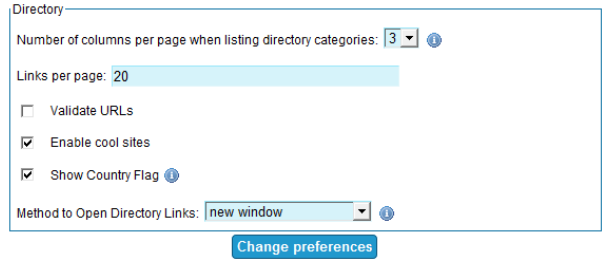 Directory
Number of columns per page when listing directory categories: 3
Links per page: 20
Validate URLs
Enable cool sites
Show Country Flag
Method to Open Directory Links: new window
Change preferences